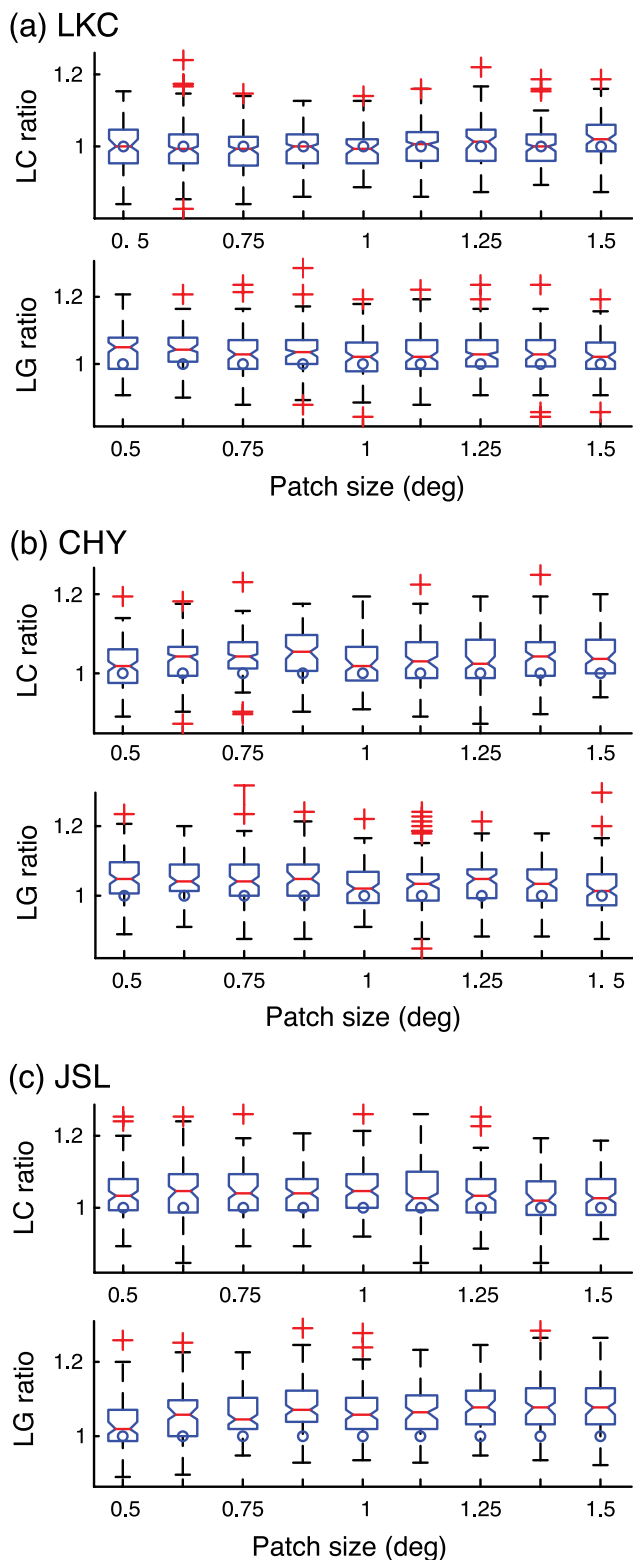 (a) LKC
LC ratio
1.2
1
0. 5 0.75 1 1.25 1.5
LG ratio
1.2
1
0.5 0.75 1 1.25 1.5
Patch size (deg)
(b) CHY
LC ratio
1.2
1
0.5 0.75 1 1.25 1.5
LG ratio
1.2
1
0.5 0.75 1 1.25 1. 5
Patch size (deg)
(c) JSL
LC ratio
1.2
1
0.5 0.75 1 1.25 1.5
LG ratio
1.2
1
0.5 0.75 1 1.25 1.5
Patch size (deg)